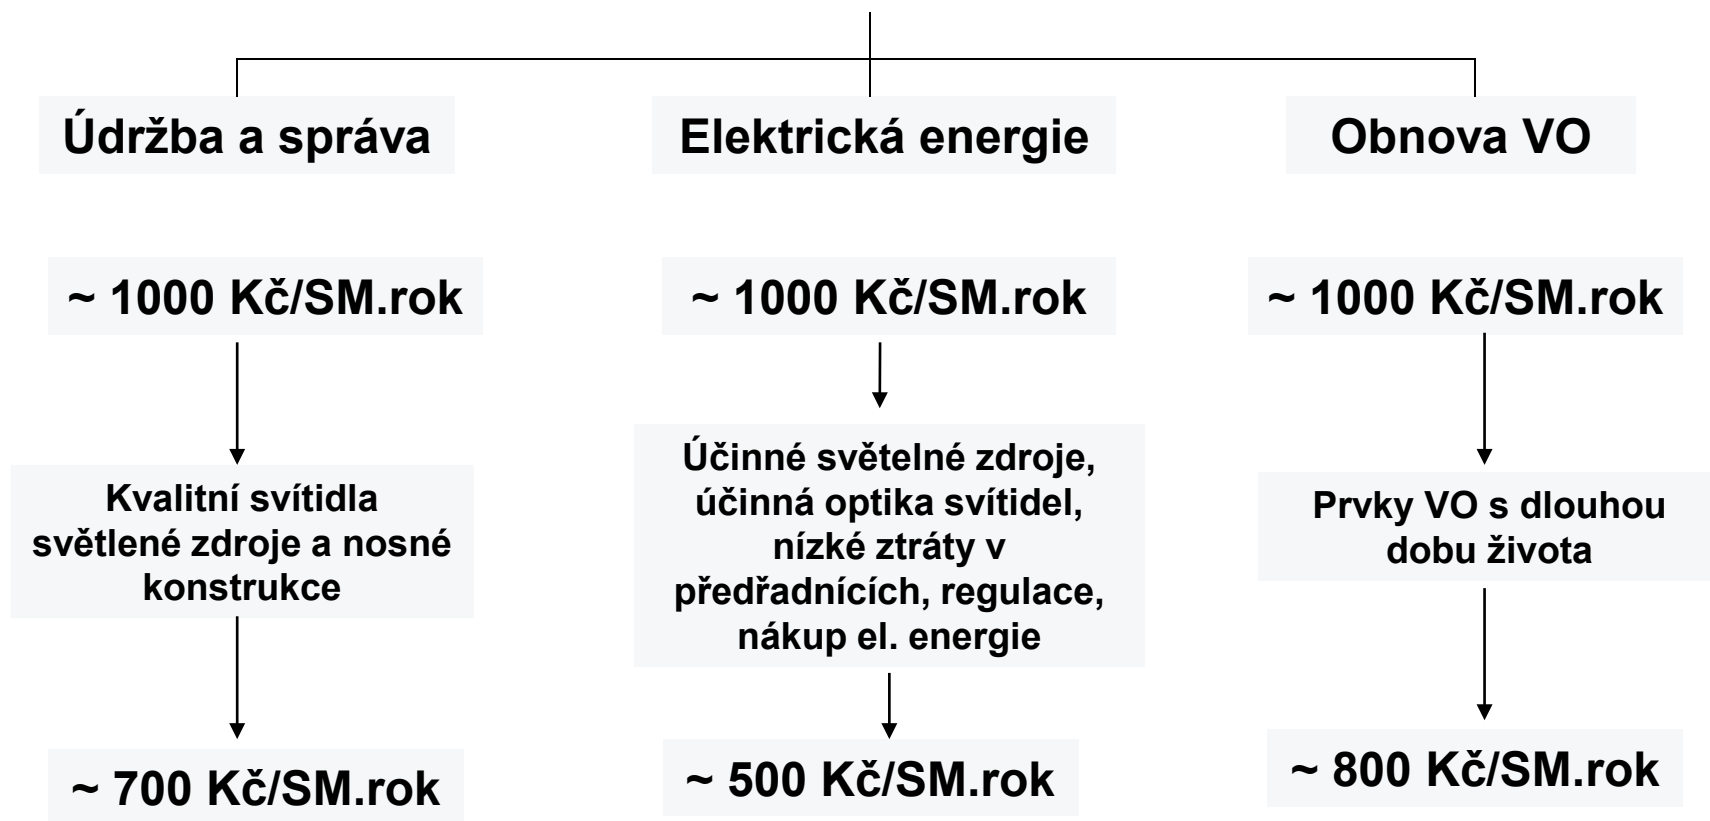 Údržba a správa
Elektrická energie
Obnova VO
~ 1000 Kč/SM.rok
~ 1000 Kč/SM.rok
~ 1000 Kč/SM.rok
Kvalitní svítidla
světlené zdroje a nosné
konstrukce
Účinné světelné zdroje,
účinná optika svítidel,
nízké ztráty v
předřadnících, regulace,
nákup el. energie
Prvky VO s dlouhou
dobu života
~ 700 Kč/SM.rok
~ 500 Kč/SM.rok
~ 800 Kč/SM.rok